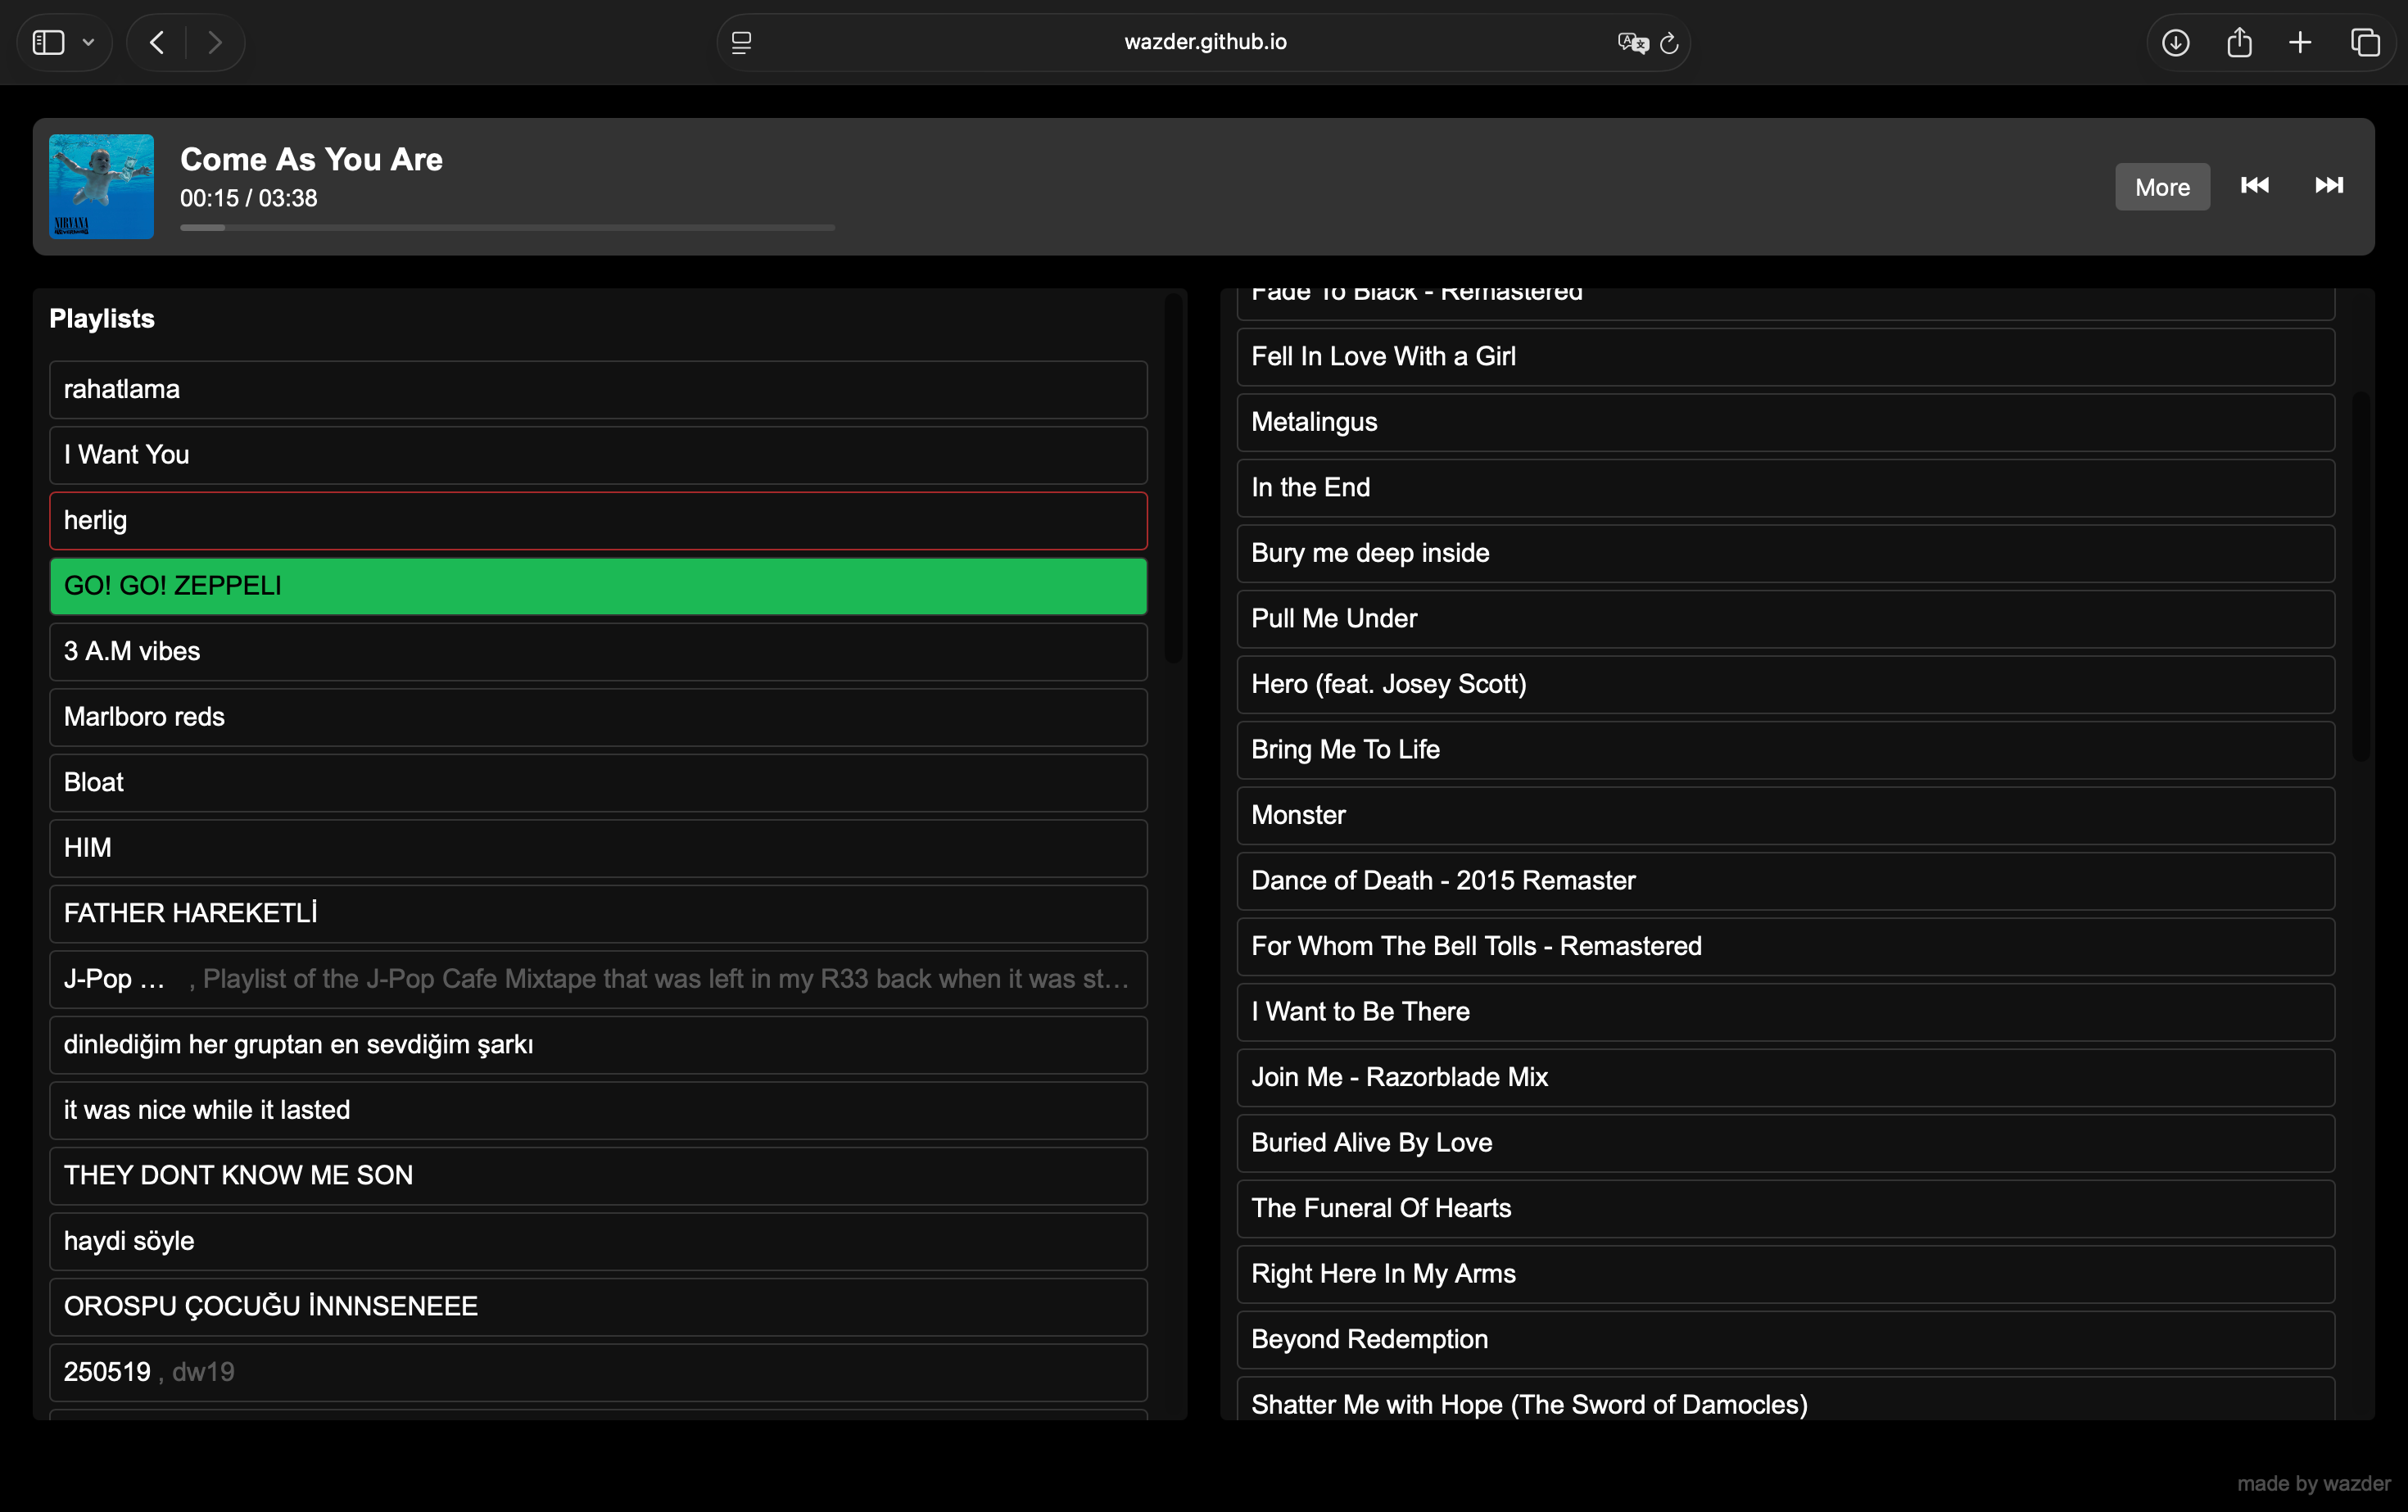 wazder.github.io
Come As You Are
00:15 / 03:38
More
NIRVANA
Playlists
rahatlama
I Want You
herlig
GO! GO! ZEPPELI
3 A.M vibes
Marlboro reds
Bloat
HIM
FATHER HAREKETLİ
J-Pop ... , Playlist of the J-Pop Cafe Mixtape that was left in my R33 back when it was st...
dinlediğim her gruptan en sevdiğim şarkı
it was nice while it lasted
THEY DONT KNOW ME SON
haydi söyle
OROSPU ÇOCUĞU İNNNSENEEE
250519 , dw19
Fade To Black - Remastered
Fell In Love With a Girl
Metalingus
In the End
Bury me deep inside
Pull Me Under
Hero (feat. Josey Scott)
Bring Me To Life
Monster
Dance of Death - 2015 Remaster
For Whom The Bell Tolls - Remastered
I Want to Be There
Join Me - Razorblade Mix
Buried Alive By Love
The Funeral Of Hearts
Right Here In My Arms
Beyond Redemption
Shatter Me with Hope (The Sword of Damocles)
made by wazder